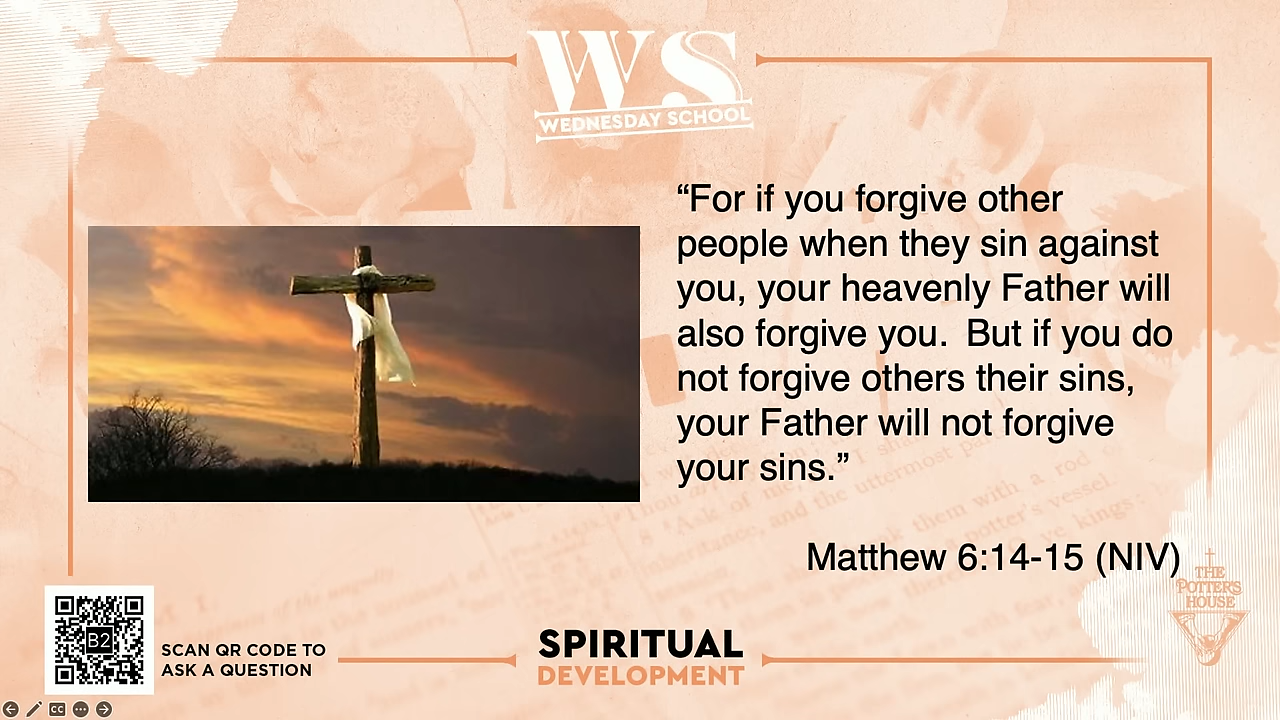 WS
WEDNESDAY SCHOOL
“For if you forgive other
people when they sin against
you, your heavenly Father will
also forgive you.  But if you do
not forgive others their sins,
your Father will not forgive
your sins.”
Matthew 6:14-15 (NIV)
THE
POTTER'S
HOUSE
B2
SCAN QR CODE TO
ASK A QUESTION
SPIRITUAL
DEVELOPMENT
CC